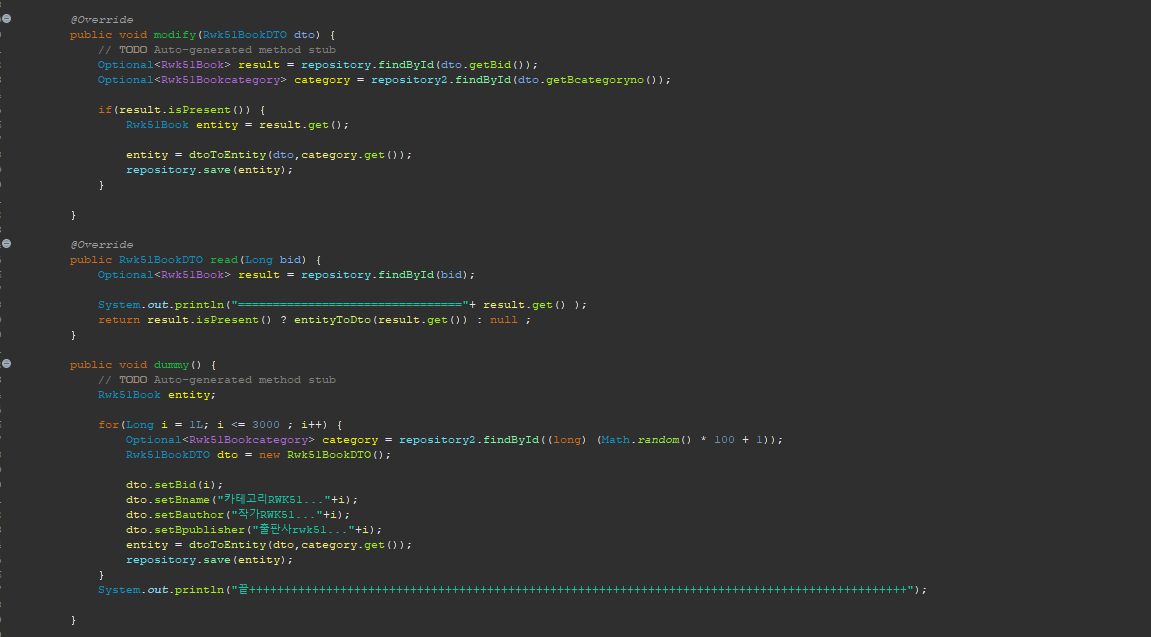 @Override
public void modify(Rwk51BookDTO dto) {
// TODO Auto-generated method stub
Optional<Rwk51Book> result = repository.findById(dto.getBid());
Optional<Rwk51Bookcategory> category = repository2.findById(dto.getBcategoryno());
if(result.isPresent()) {
Rwk51Book entity = result.get();
entity = dtoToEntity(dto,category.get());
repository.save(entity);
}
}
@Override
public Rwk51BookDTO read(Long bid) {
Optional<Rwk51Book> result = repository.findById(bid);
System.out.println("================================"+ result.get() );
return result.isPresent() ? entityToDto(result.get()) : null ;
}
public void dummy() {
// TODO Auto-generated method stub
Rwk51Book entity;
for(Long i = 1L; i <= 3000 ; i++) {
Optional<Rwk51Bookcategory> category = repository2.findById((long) (Math.random() * 100 + 1));
Rwk51BookDTO dto = new Rwk51BookDTO();
dto.setBid(i);
dto.setBname("카테고리RWK51..."+i);
dto.setBauthor("작가RWK51..."+i);
dto.setBpublisher("출판사rwk51..."+i);
entity = dtoToEntity(dto,category.get());
repository.save(entity);
}
System.out.println("끝++++++++++++++++++++++++++++++++++++++++++++++++++++++++++++++++++++++++++++++++++++++++++++++");
}